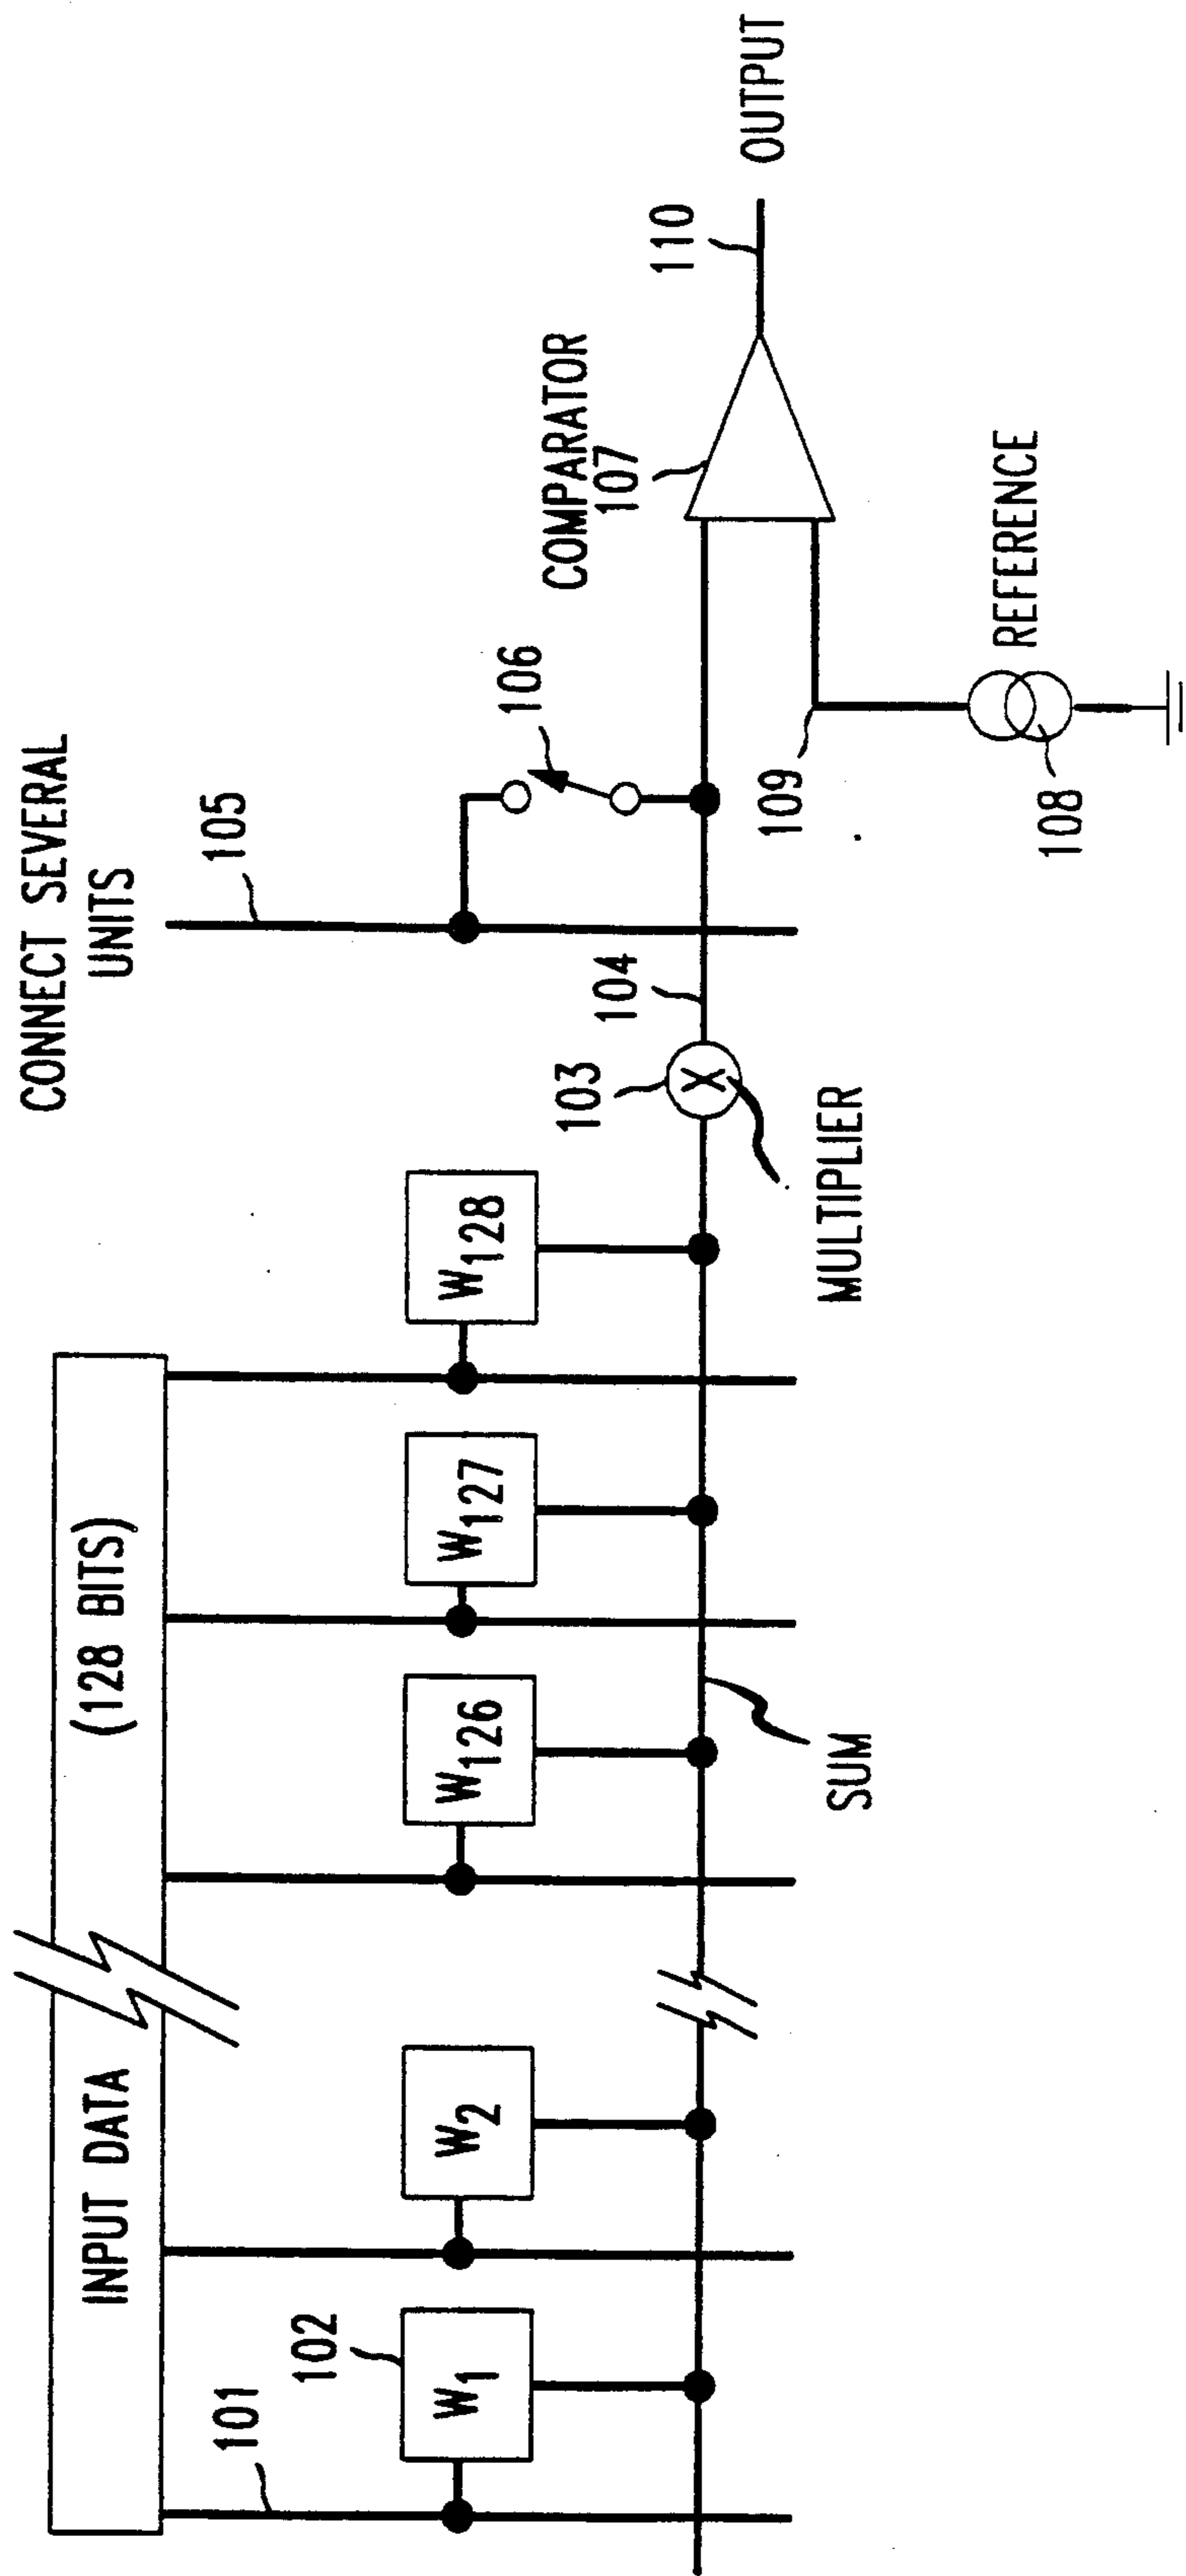 INPUT DATA
(128 BITS)
CONNECT SEVERAL
UNITS
101
102
W1
W2
W126
W127
W128
105
106
103
104
COMPARATOR
107
110
OUTPUT
SUM
MULTIPLIER
109
108
REFERENCE